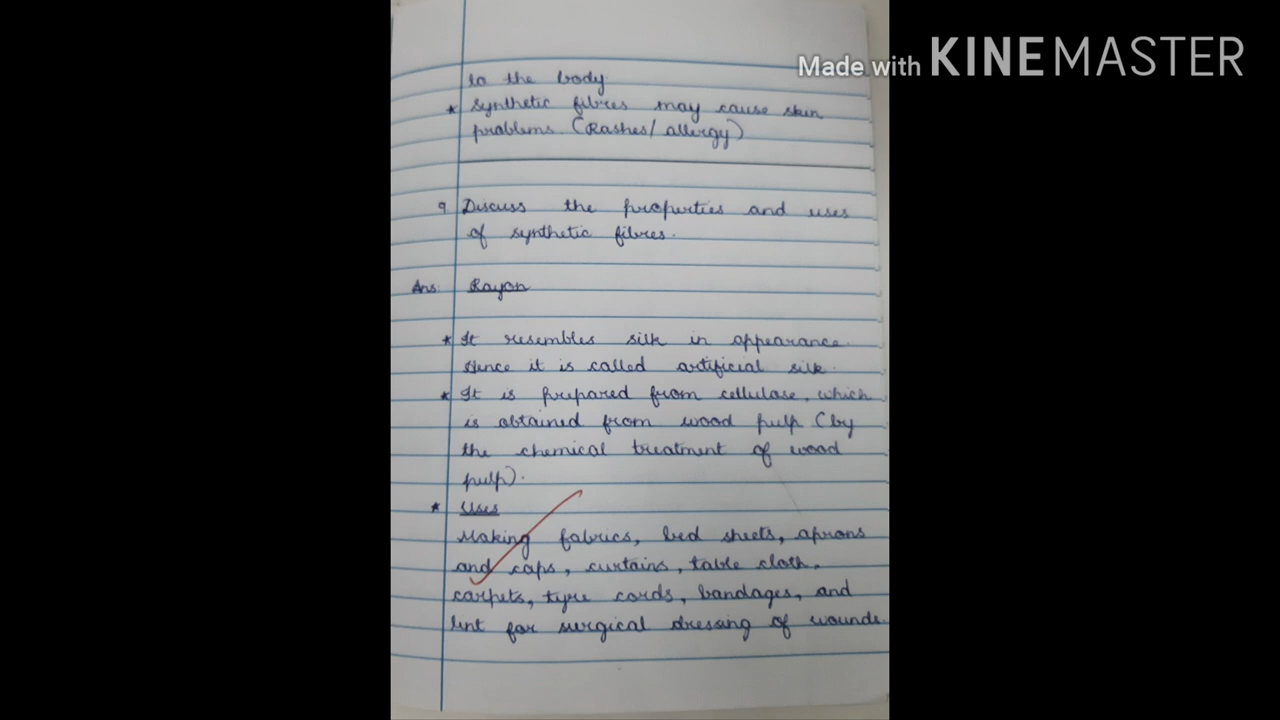 Made with KINEMASTER
to the body
* Synthetic fibres may cause skin
problems. (Rashes/allergy)
9 Discuss the properties and uses
of synthetic fibres.
Ans. Rayon
* It resembles silk in appearance.
Hence it is called artificial silk.
* It is prepared from cellulose, which
is obtained from wood pulp (by
the chemical treatment of wood
pulp).
* Uses
Making fabrics, bed sheets, aprons
and caps, curtains, table cloth,
carpets, tyre cords, bandages, and
lint for surgical dressing of wounds.